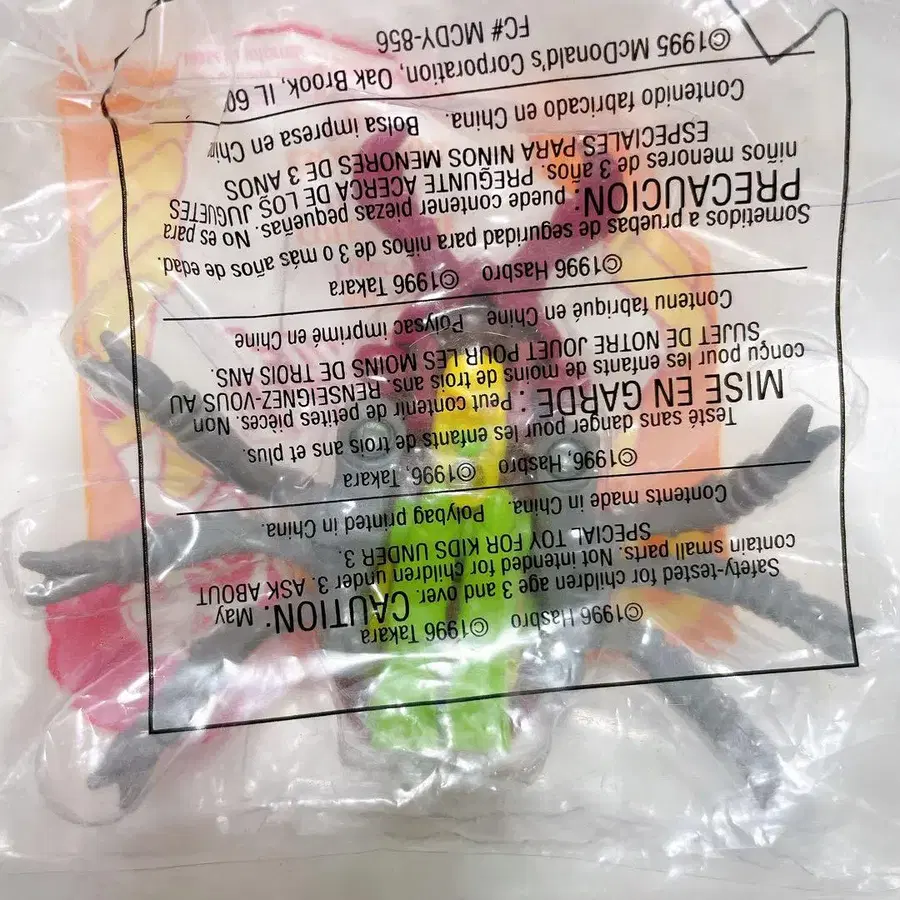 ©1996 Hasbro ©1996 Takara
Safety-tested for children age 3 and over. CAUTION: May
contain small parts. Not intended for children under 3. ASK ABOUT
SPECIAL TOY FOR KIDS UNDER 3.
Contents made in China. Polybag printed in China.
©1996, Hasbro ©1996, Takara
Testé sans danger pour les enfants de trois ans et plus.
MISE EN GARDE : Peut contenir de petites pièces. Non
conçu pour les enfants de moins de trois ans. RENSEIGNEZ-VOUS AU
SUJET DE NOTRE JOUET POUR LES MOINS DE TROIS ANS.
Contenu fabriqué en Chine Polysac imprimé en Chine
©1996 Hasbro ©1996 Takara
Sometidos a pruebas de seguridad para niños de 3 o más años de edad.
PRECAUCION: puede contener piezas pequeñas. No es para
niños menores de 3 años. PREGUNTE ACERCA DE LOS JUGUETES
ESPECIALES PARA NIÑOS MENORES DE 3 AÑOS
Contenido fabricado en China. Bolsa impresa en Chin
©1995 McDonald's Corporation, Oak Brook, IL 60
FC# MCDY-856